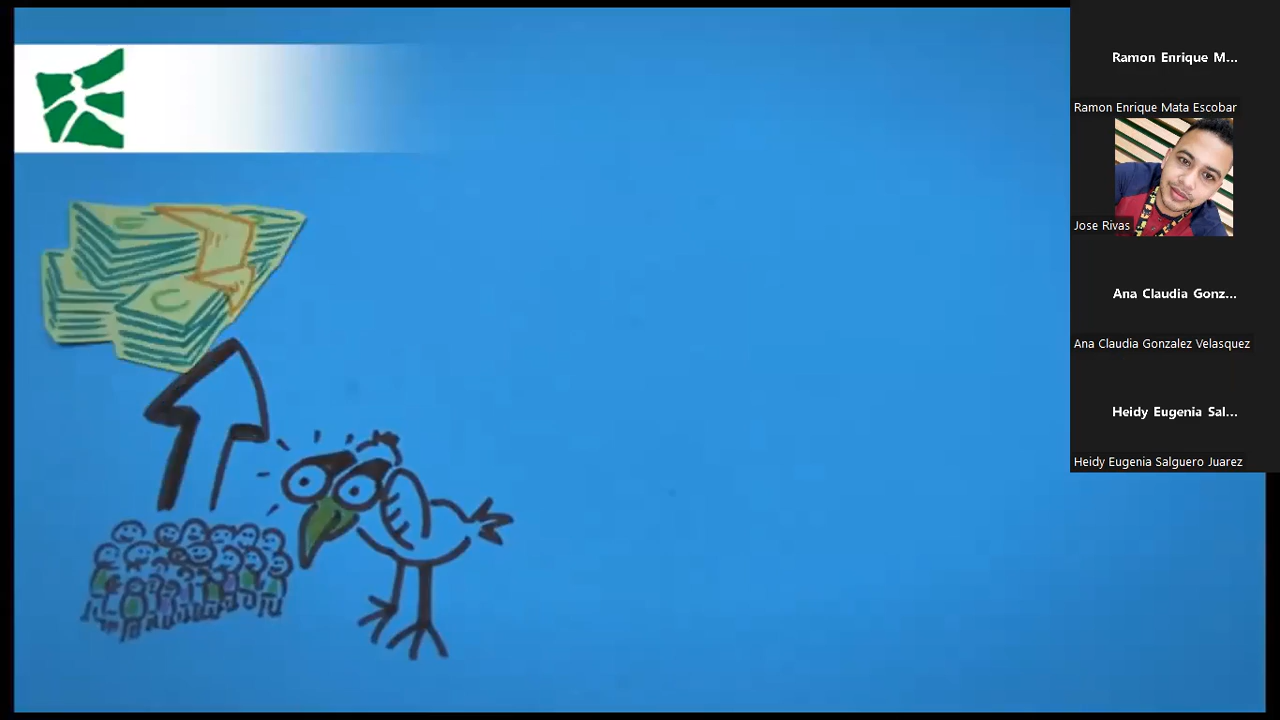 Ramon Enrique M...
Ramon Enrique Mata Escobar
Jose Rivas
Ana Claudia Gonz...
Ana Claudia Gonzalez Velasquez
Heidy Eugenia Sal...
Heidy Eugenia Salguero Juarez